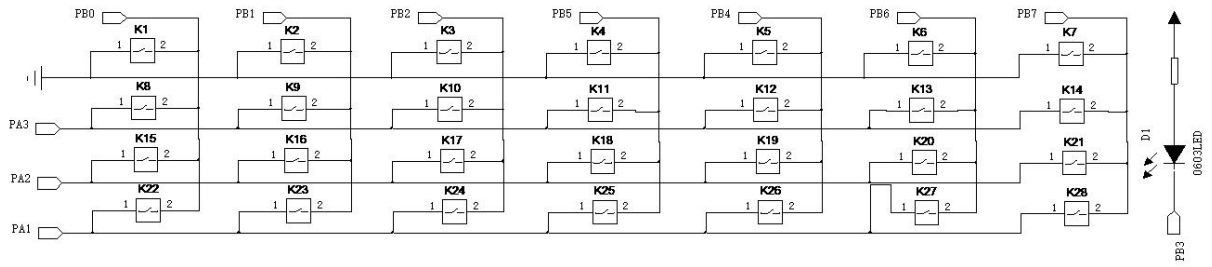 PB0 PB1 PB2 PB5 PB4 PB6 PB7
K1 K2 K3 K4 K5 K6 K7
1 2 1 2 1 2 1 2 1 2 1 2 1 2
K8 K9 K10 K11 K12 K13 K14
1 2 1 2 1 2 1 2 1 2 1 2 1 2
PA3
K15 K16 K17 K18 K19 K20 K21
1 2 1 2 1 2 1 2 1 2 1 2 1 2
PA2
K22 K23 K24 K25 K26 K27 K28
1 2 1 2 1 2 1 2 1 2 1 2 1 2
PA1
D1
0603LED
PB3